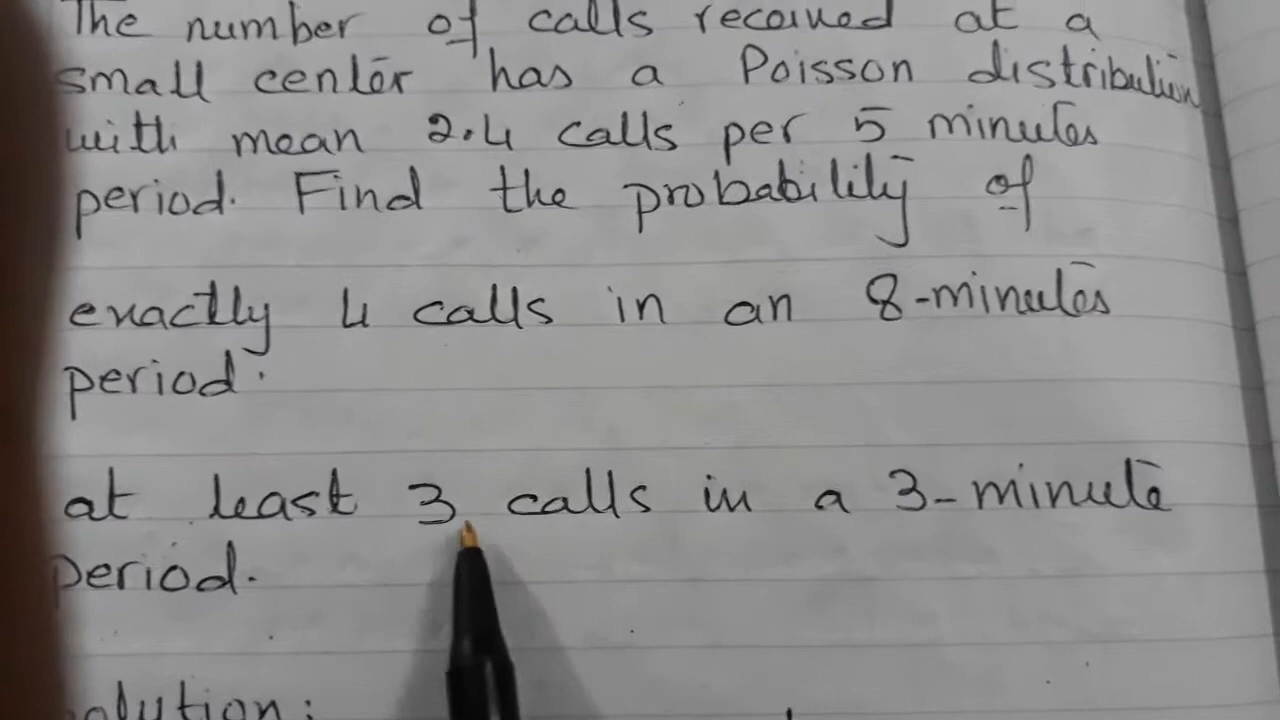 The number of calls received at a
small center has a Poisson distribution
with mean 2.4 calls per 5 minutes
period. Find the probability of
exactly 4 calls in an 8-minutes
period.
at least 3 calls in a 3-minute
period.
olution: